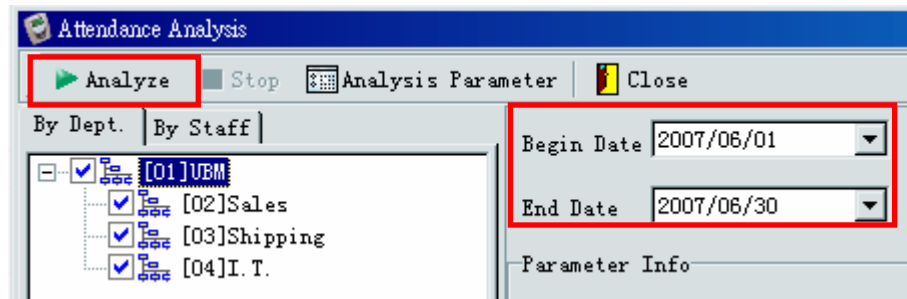 Attendance Analysis
Analyze Stop Analysis Parameter Close
By Dept. By Staff
[01]UBM
[02]Sales
[03]Shipping
[04]I.T.
Begin Date 2007/06/01
End Date 2007/06/30
Parameter Info